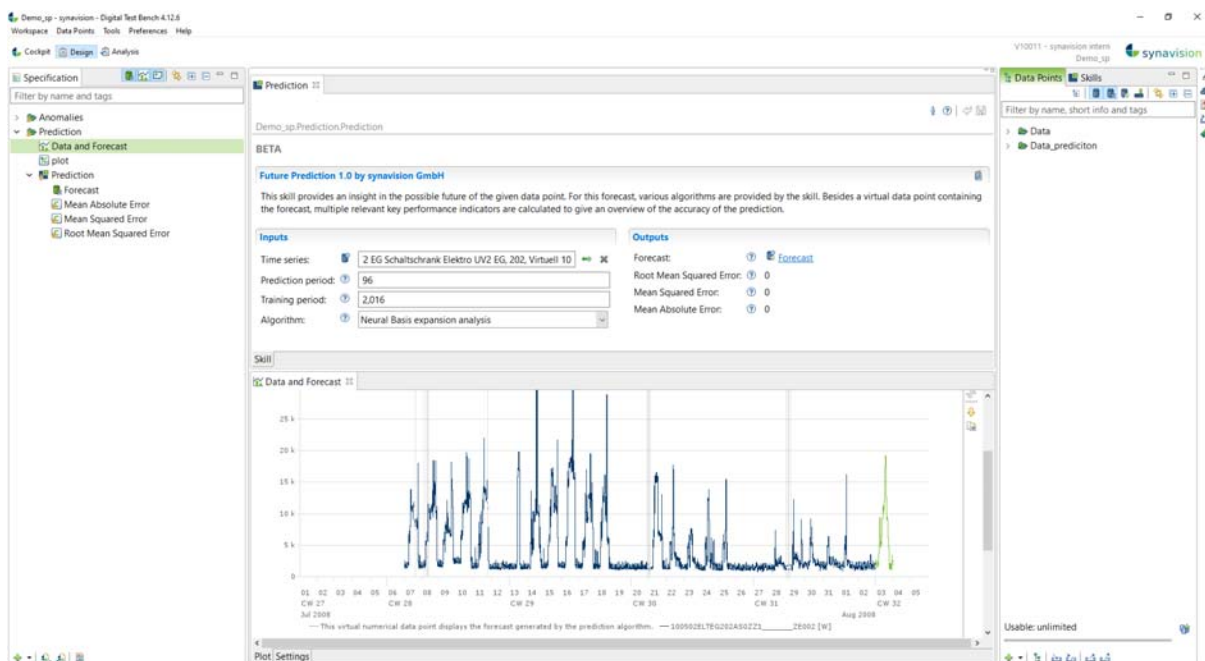 Demo_sp - synavision - Digital Test Bench 4.12.6
Workspace Data Points Tools Preferences Help
Cockpit Design Analysis
V10011 - synavision intern
Demo_sp
synavision
Specification
Filter by name and tags
Anomalies
Prediction
Data and Forecast
plot
Prediction
Forecast
Mean Absolute Error
Mean Squared Error
Root Mean Squared Error
Prediction
Demo_sp.Prediction.Prediction
BETA
Future Prediction 1.0 by synavision GmbH
This skill provides an insight in the possible future of the given data point. For this forecast, various algorithms are provided by the skill. Besides a virtual data point containing
the forecast, multiple relevant key performance indicators are calculated to give an overview of the accuracy of the prediction.
Inputs
Time series: 2 EG Schaltschrank Elektro UV2 EG, 202, Virtuell 10
Prediction period: 96
Training period: 2,016
Algorithm: Neural Basis expansion analysis
Outputs
Forecast: Forecast
Root Mean Squared Error: 0
Mean Squared Error: 0
Mean Absolute Error: 0
Skill
Data and Forecast
25 k
20 k
15 k
10 k
5 k
0
01 02 03 04 05 06 07 08 09 10 11 12 13 14 15 16 17 18 19 20 21 22 23 24 25 26 27 28 29 30 31 01 02 03 04 05
CW 27 CW 28 CW 29 CW 30 CW 31 CW 32
Jul 2008 Aug 2008
This virtual numerical data point displays the forecast generated by the prediction algorithm.
Plot Settings
Data Points Skills
Filter by name, short info and tags
Data
Data_prediciton
Usable: unlimited